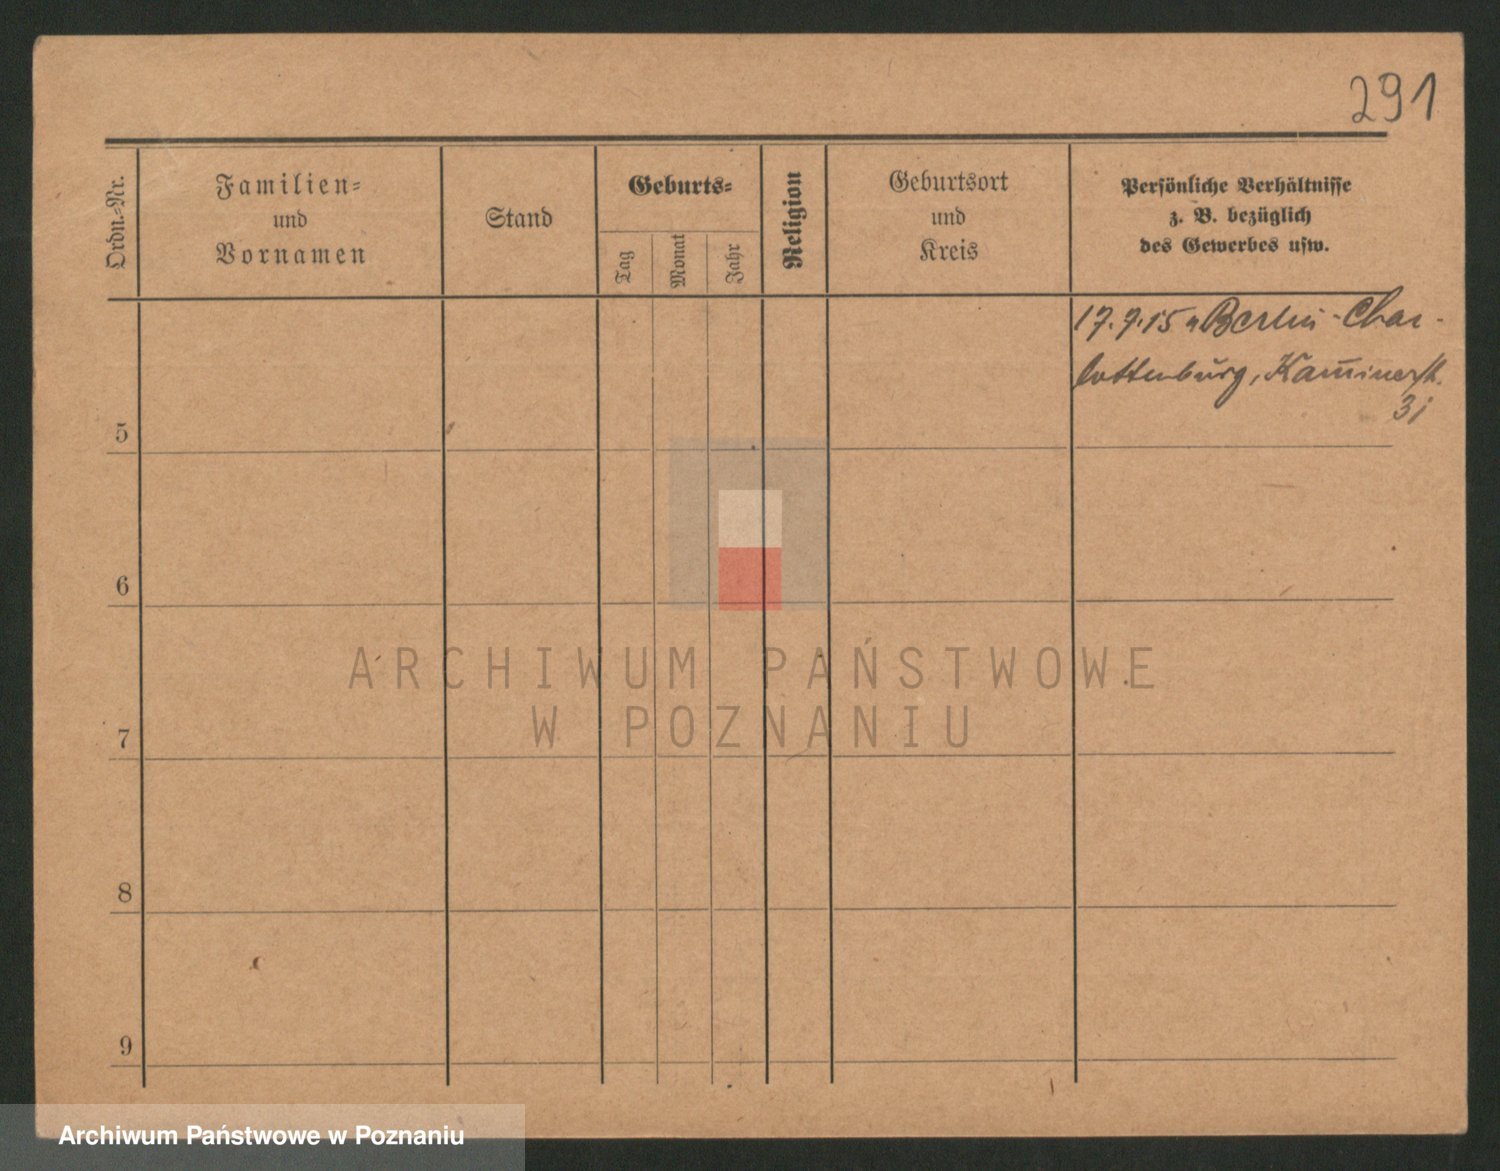 291
Ordn.-Nr.
Familien-
und
Vornamen
Stand
Geburts-
Tag
Monat
Jahr
Religion
Geburtsort
und
Kreis
Persönliche Verhältnisse
z. B. bezüglich
des Gewerbes usw.
17.9.15 n Berlin-Char-
lottenburg, Kaminerstr.
31
5
6
7
8
9
ARCHIWUM PAŃSTWOWE
W POZNANIU
Archiwum Państwowe w Poznaniu